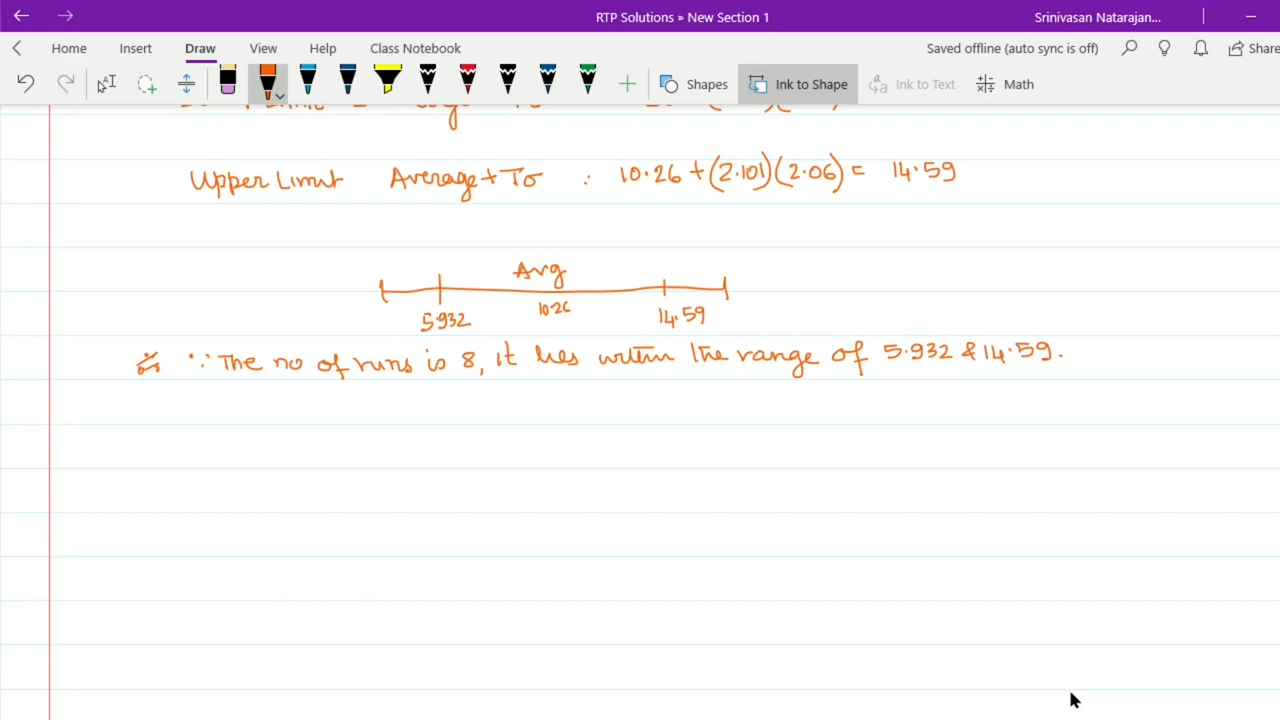 RTP Solutions » New Section 1
Srinivasan Natarajan...
Home Insert Draw View Help Class Notebook
Saved offline (auto sync is off)
Share
Shapes Ink to Shape Ink to Text Math
Upper Limit Average + Tσ : 10.26 + (2.101)(2.06) = 14.59
Avg
5.932 10.26 14.59
∵ The no of runs is 8, it lies within the range of 5.932 & 14.59.